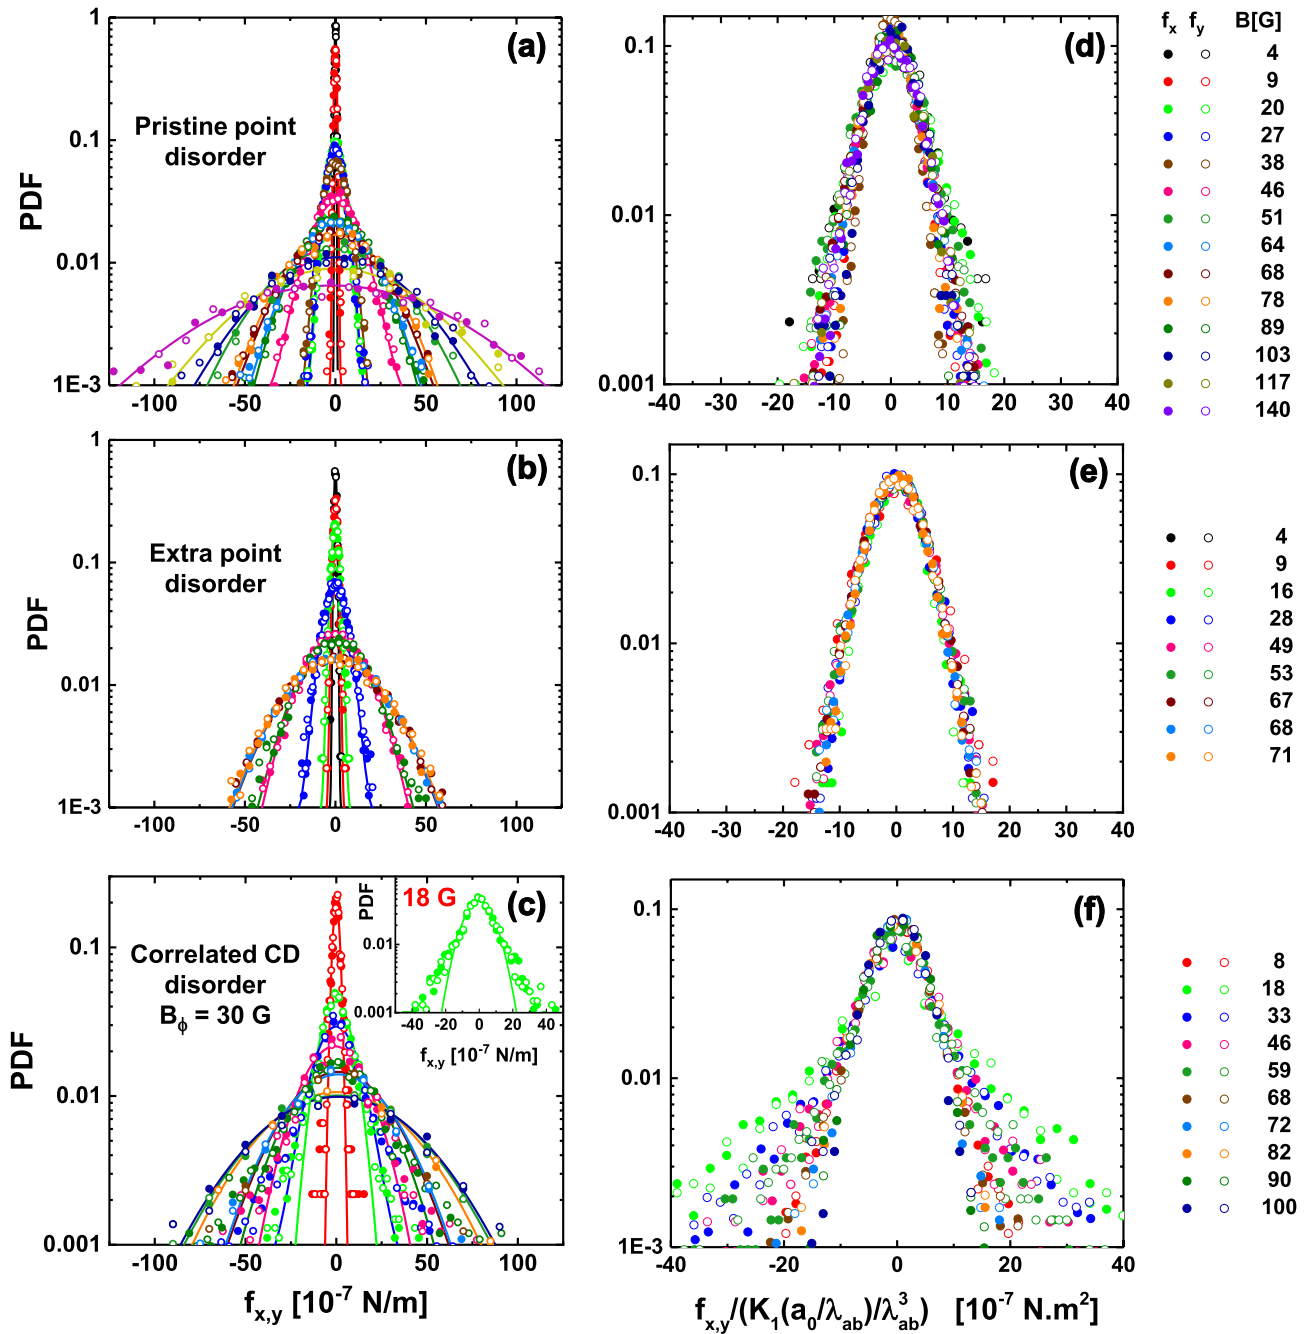 (a)
Pristine point
disorder
PDF
1
0.1
0.01
1E-3
-100 -50 0 50 100
(d)
0.1
0.01
0.001
-40 -30 -20 -10 0 10 20 30 40
fx fy B[G]
4
9
20
27
38
46
51
64
68
78
89
103
117
140
(b)
Extra point
disorder
PDF
1
0.1
0.01
1E-3
-100 -50 0 50 100
(e)
0.1
0.01
0.001
-40 -30 -20 -10 0 10 20 30 40
4
9
16
28
49
53
67
68
71
(c)
Correlated CD
disorder
Bϕ = 30 G
PDF
0.1
0.01
0.001
-100 -50 0 50 100
fx,y [10-7 N/m]
18 G
PDF
0.01
0.001
-40 -20 0 20 40
fx,y [10-7 N/m]
(f)
0.1
0.01
1E-3
-40 -20 0 20 40
fx,y/(K1(a0/λab)/λ3ab) [10-7 N.m2]
8
18
33
46
59
68
72
82
90
100